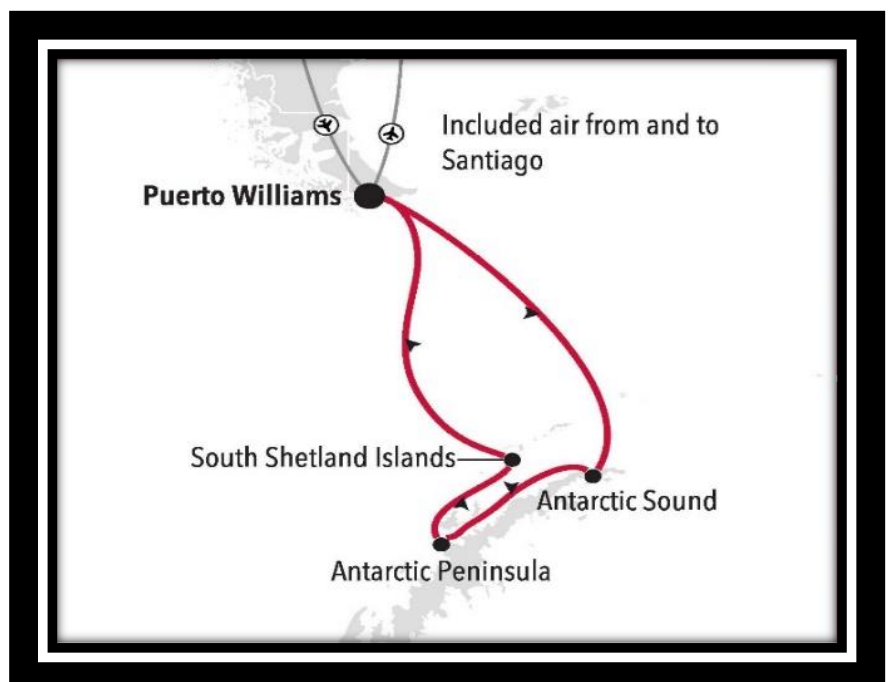 Included air from and to
Santiago
Puerto Williams
South Shetland Islands
Antarctic Sound
Antarctic Peninsula